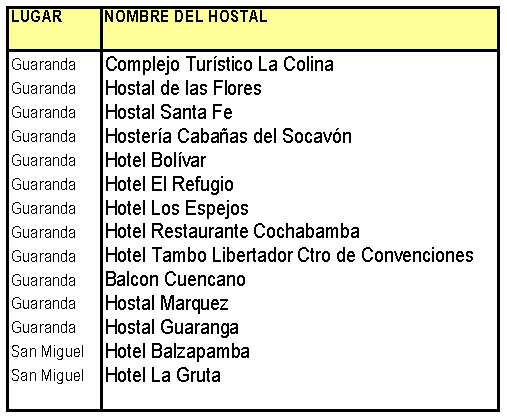 LUGAR NOMBRE DEL HOSTAL
Guaranda Complejo Turístico La Colina
Guaranda Hostal de las Flores
Guaranda Hostal Santa Fe
Guaranda Hostería Cabañas del Socavón
Guaranda Hotel Bolívar
Guaranda Hotel El Refugio
Guaranda Hotel Los Espejos
Guaranda Hotel Restaurante Cochabamba
Guaranda Hotel Tambo Libertador Ctro de Convenciones
Guaranda Balcon Cuencano
Guaranda Hostal Marquez
Guaranda Hostal Guaranga
San Miguel Hotel Balzapamba
San Miguel Hotel La Gruta